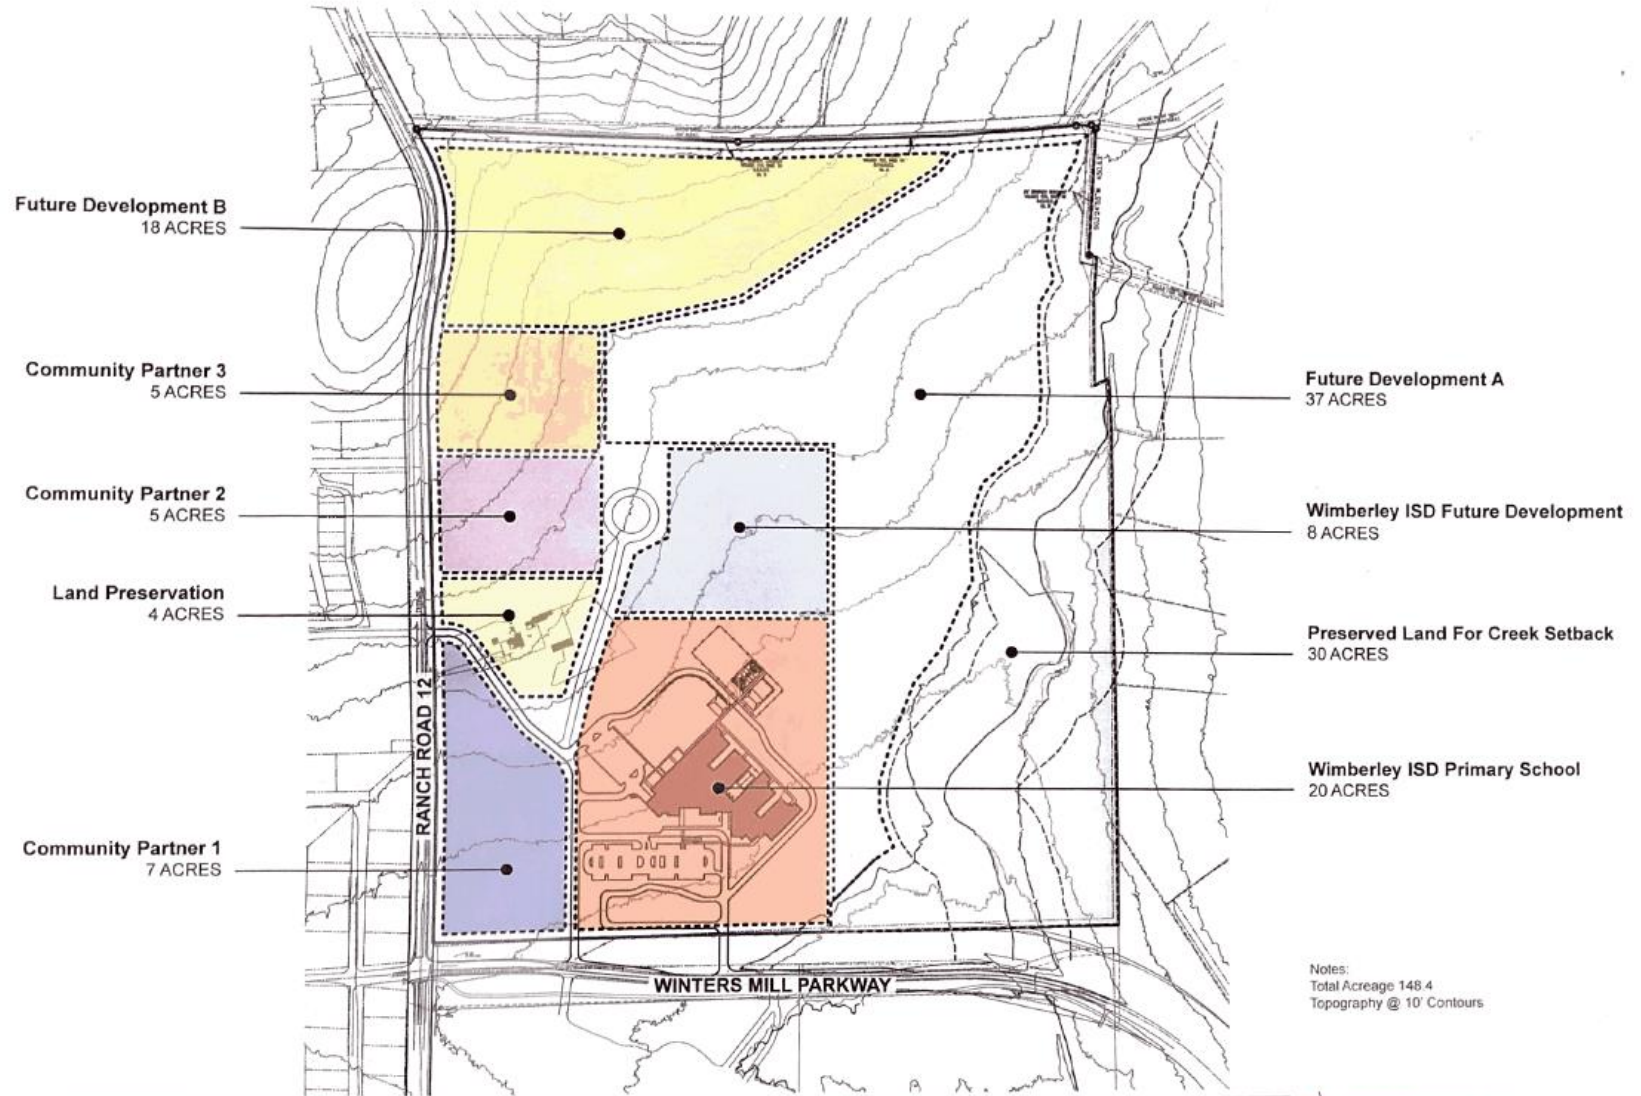 Future Development B
18 ACRES
Community Partner 3
5 ACRES
Community Partner 2
5 ACRES
Land Preservation
4 ACRES
Community Partner 1
7 ACRES
RANCH ROAD 12
WINTERS MILL PARKWAY
Future Development A
37 ACRES
Wimberley ISD Future Development
8 ACRES
Preserved Land For Creek Setback
30 ACRES
Wimberley ISD Primary School
20 ACRES
Notes:
Total Acreage 148.4
Topography @ 10' Contours